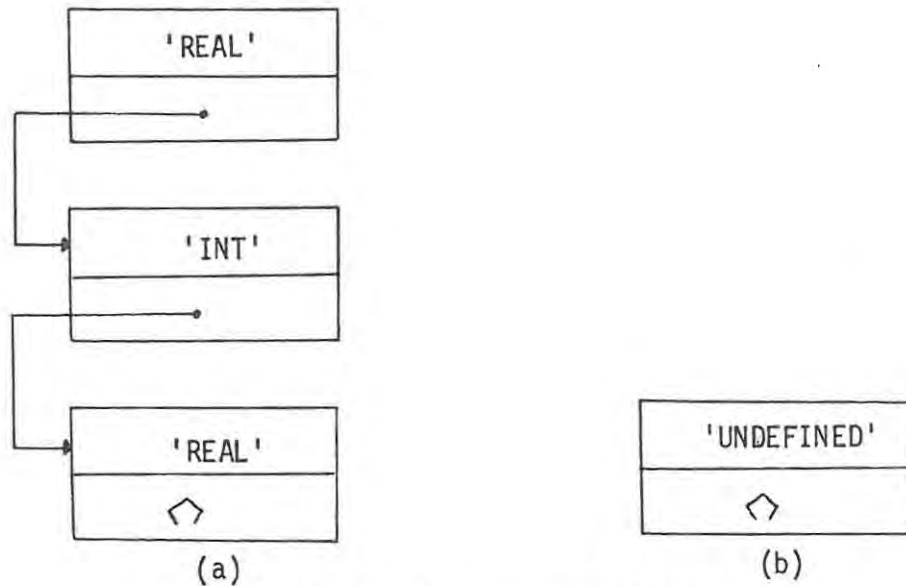 'REAL'
'INT'
'REAL'
(a)
'UNDEFINED'
(b)